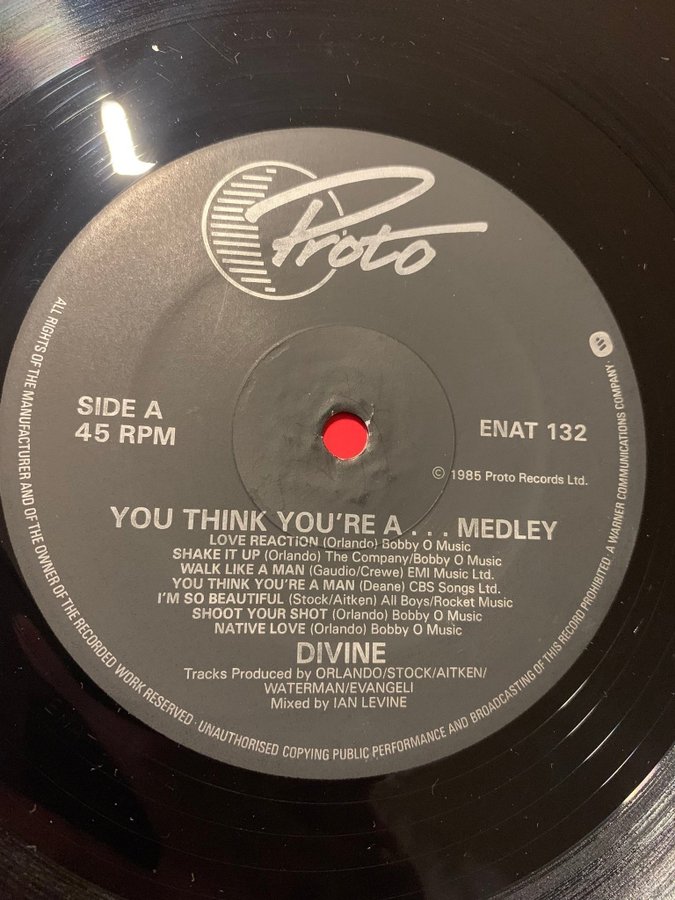 Proto
SIDE A
45 RPM
ENAT 132
© 1985 Proto Records Ltd.
YOU THINK YOU'RE A . . . MEDLEY
LOVE REACTION (Orlando) Bobby O Music
SHAKE IT UP (Orlando) The Company/Bobby O Music
WALK LIKE A MAN (Gaudio/Crewe) EMI Music Ltd.
YOU THINK YOU'RE A MAN (Deane) CBS Songs Ltd.
I'M SO BEAUTIFUL (Stock/Aitken) All Boys/Rocket Music
SHOOT YOUR SHOT (Orlando) Bobby O Music
NATIVE LOVE (Orlando) Bobby O Music
DIVINE
Tracks Produced by ORLANDO/STOCK/AITKEN/
WATERMAN/EVANGELI
Mixed by IAN LEVINE
ALL RIGHTS OF THE MANUFACTURER AND OF THE OWNER OF THE RECORDED WORK RESERVED · UNAUTHORISED COPYING PUBLIC PERFORMANCE AND BROADCASTING OF THIS RECORD PROHIBITED · A WARNER COMMUNICATIONS COMPANY ·